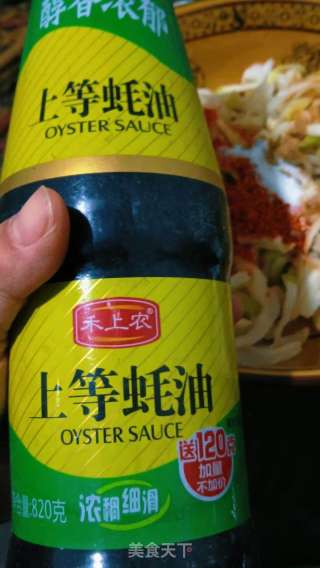 醇香浓郁
上等蚝油
OYSTER SAUCE
禾上农
上等蚝油
OYSTER SAUCE
送120克
加量
不加价
含量:820克
浓稠细滑
美食天下